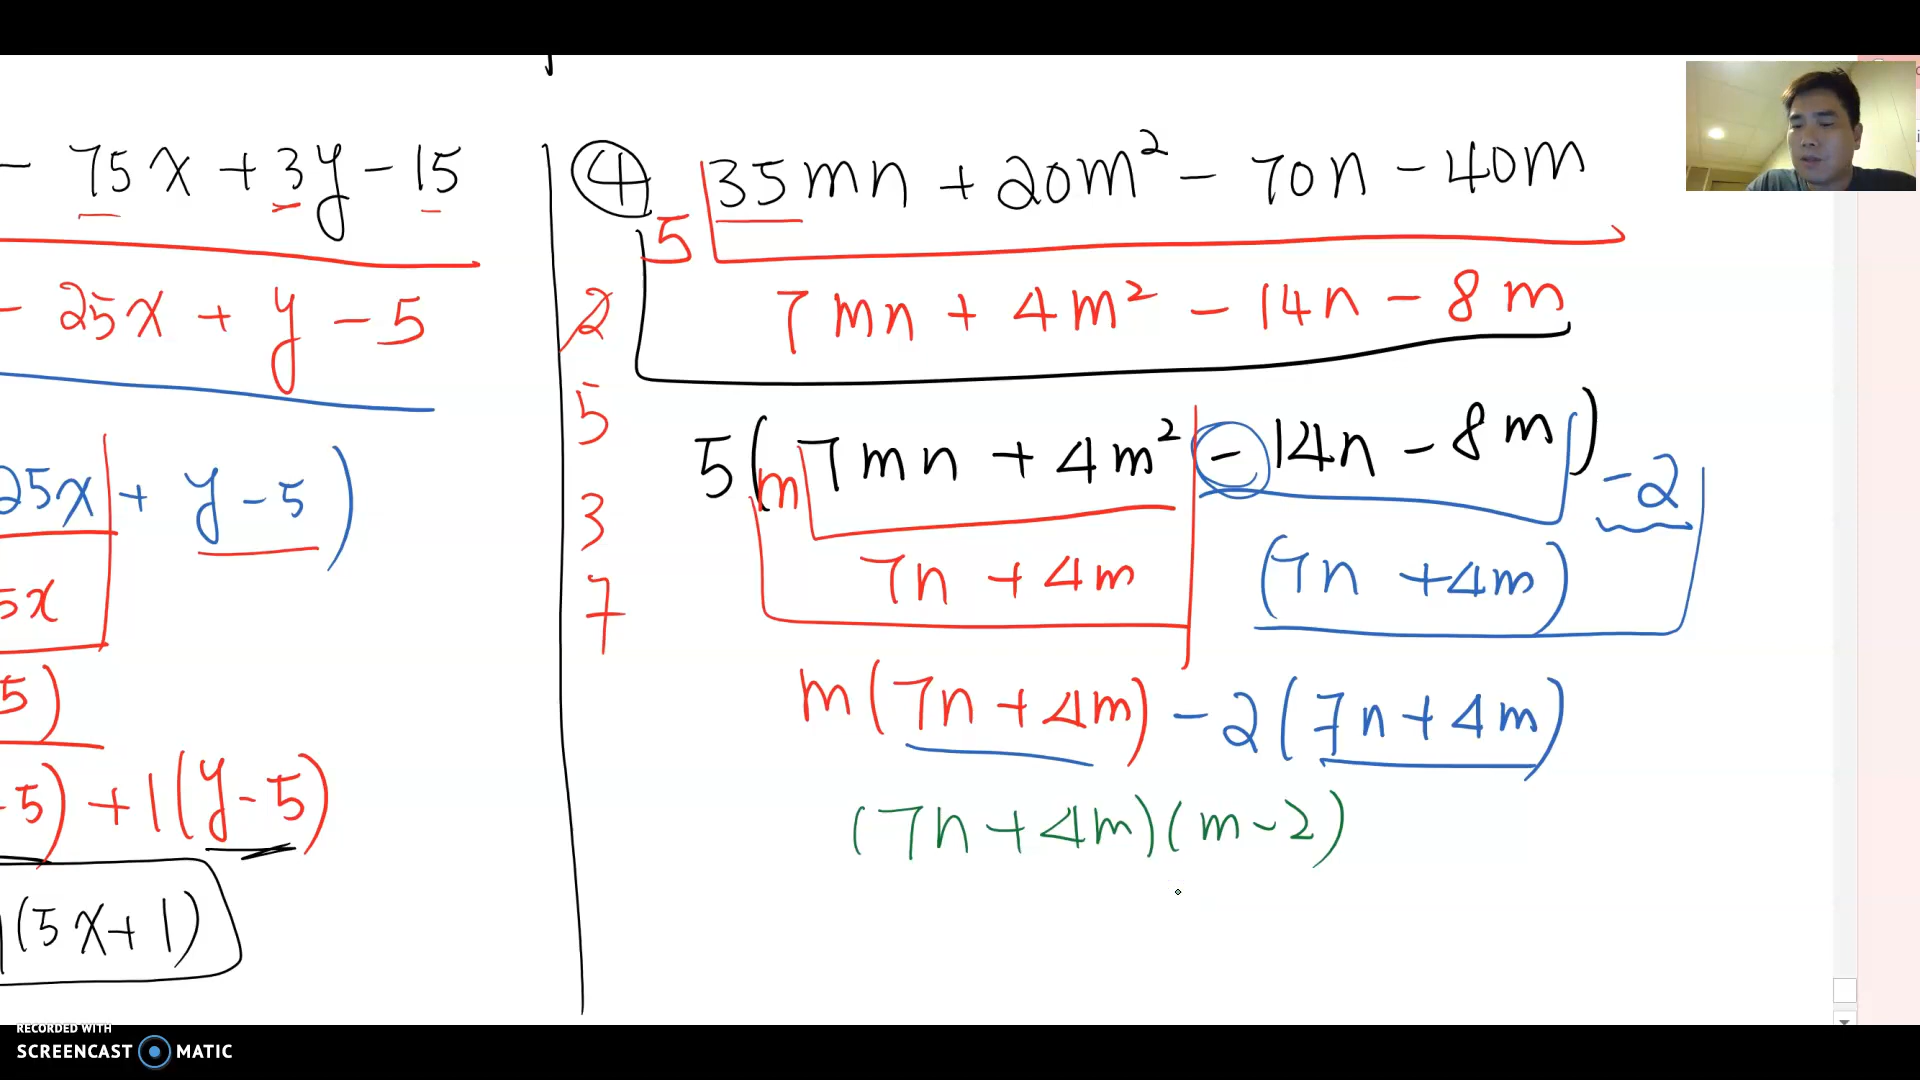 - 75x + 3y - 15
- 25x + y - 5
25x + y - 5)
5x
5)
-5) + 1(y-5)
(5x+1)
④ 35mn + 20m² - 70n - 40m
5
7mn + 4m² - 14n - 8m
2
5
3
7
5(7mn + 4m² - 14n - 8m)
m
-2
7n + 4m
(7n + 4m)
m(7n + 4m) - 2(7n + 4m)
(7n + 4m)(m - 2)
RECORDED WITH
SCREENCAST MATIC